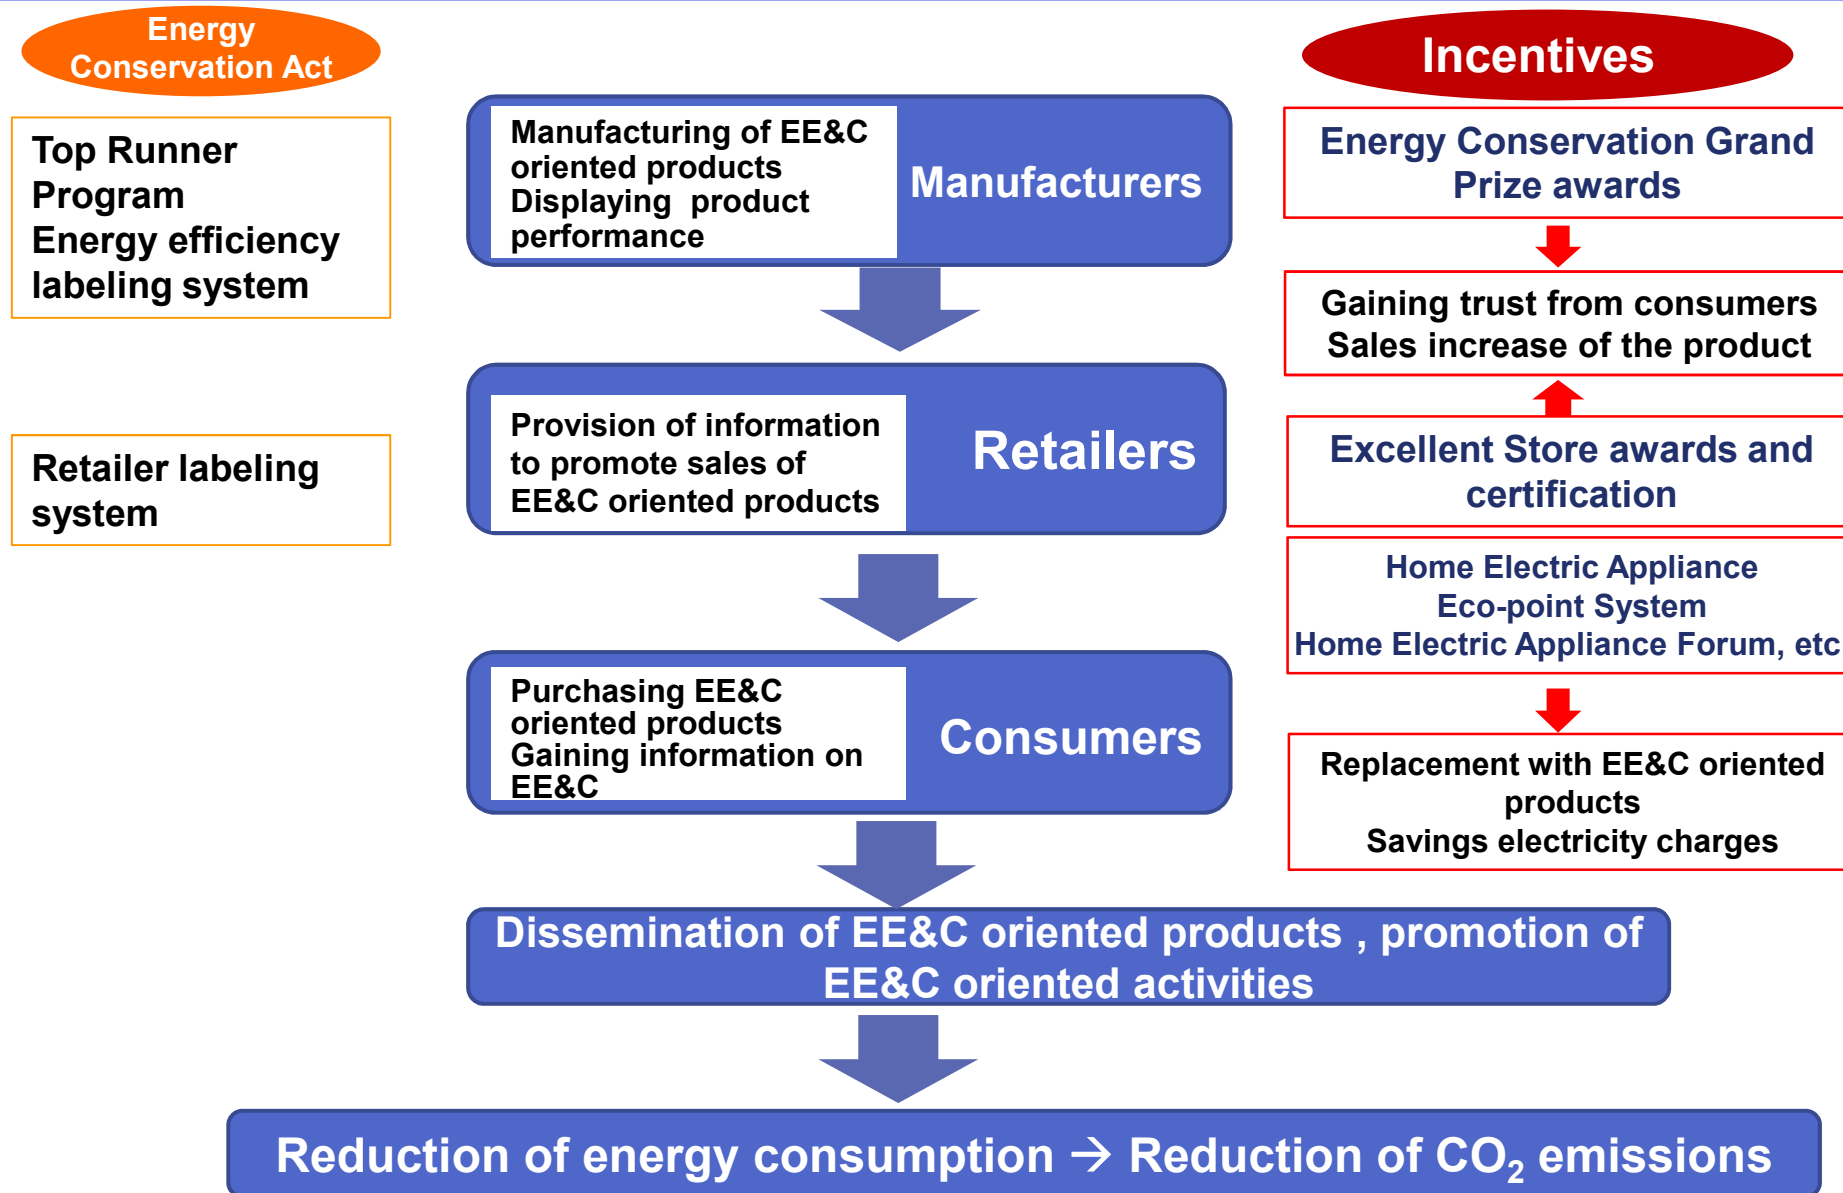 Energy
Conservation Act
Top Runner
Program
Energy efficiency
labeling system
Retailer labeling
system
Manufacturing of EE&C
oriented products
Displaying product
performance
Manufacturers
Provision of information
to promote sales of
EE&C oriented products
Retailers
Purchasing EE&C
oriented products
Gaining information on
EE&C
Consumers
Dissemination of EE&C oriented products , promotion of
EE&C oriented activities
Reduction of energy consumption → Reduction of CO₂ emissions
Incentives
Energy Conservation Grand
Prize awards
Gaining trust from consumers
Sales increase of the product
Excellent Store awards and
certification
Home Electric Appliance
Eco-point System
Home Electric Appliance Forum, etc
Replacement with EE&C oriented
products
Savings electricity charges